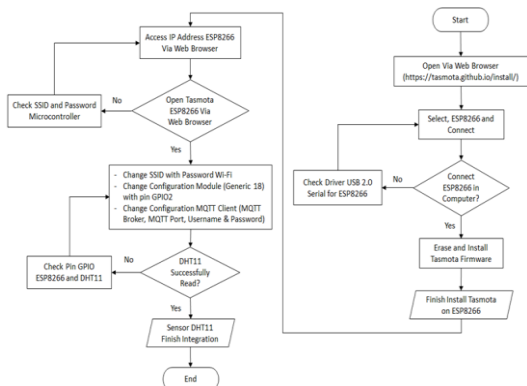 Start
Open Via Web Browser
(https://tasmota.github.io/install/)
Select, ESP8266 and
Connect
Connect
ESP8266 in
Computer?
No
Check Driver USB 2.0
Serial for ESP8266
Yes
Erase and Install
Tasmota Firmware
Finish Install Tasmota
on ESP8266
Access IP Address ESP8266
Via Web Browser
Open Tasmota
ESP8266 Via
Web Browser
No
Check SSID and Password
Microcontroller
Yes
- Change SSID with Password Wi-Fi
- Change Configuration Module (Generic 18)
with pin GPIO2
- Change Configuration MQTT Client (MQTT
Broker, MQTT Port, Username & Password)
DHT11
Successfully
Read?
No
Check Pin GPIO
ESP8266 and DHT11
Yes
Sensor DHT11
Finish Integration
End